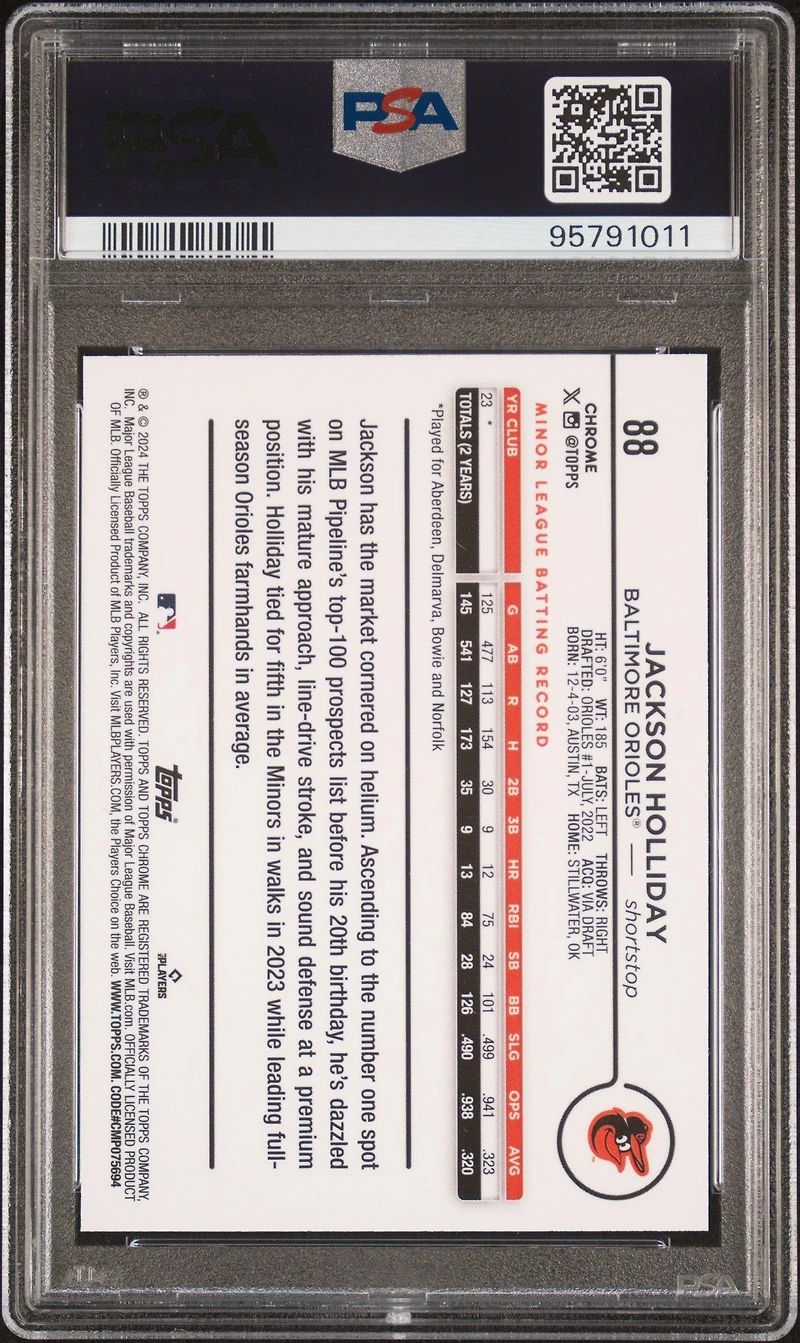 PSA
PSA
95791011
88
JACKSON HOLLIDAY
BALTIMORE ORIOLES® — shortstop
CHROME
X @TOPPS
HT: 6'0" WT: 185 BATS: LEFT THROWS: RIGHT
DRAFTED: ORIOLES #1-JULY, 2022 ACQ: VIA DRAFT
BORN: 12-4-03, AUSTIN, TX HOME: STILLWATER, OK
MINOR LEAGUE BATTING RECORD
YR CLUB G AB R H 2B 3B HR RBI SB BB SLG OPS AVG
23 * 125 477 113 154 30 9 12 75 24 101 .499 .941 .323
TOTALS (2 YEARS) 145 541 127 173 35 9 13 84 28 126 .490 .938 .320
*Played for Aberdeen, Delmarva, Bowie and Norfolk
Jackson has the market cornered on helium. Ascending to the number one spot
on MLB Pipeline's top-100 prospects list before his 20th birthday, he's dazzled
with his mature approach, line-drive stroke, and sound defense at a premium
position. Holliday tied for fifth in the Minors in walks in 2023 while leading full-
season Orioles farmhands in average.
topps®
PLAYERS
® & © 2024 THE TOPPS COMPANY, INC. ALL RIGHTS RESERVED. TOPPS AND TOPPS CHROME ARE REGISTERED TRADEMARKS OF THE TOPPS COMPANY,
INC. Major League Baseball trademarks and copyrights are used with permission of Major League Baseball. Visit MLB.com. OFFICIALLY LICENSED PRODUCT
OF MLB. Officially Licensed Product of MLB Players, Inc. Visit MLBPLAYERS.COM, the Players Choice on the web. WWW.TOPPS.COM. CODE#CMP075694
PSA